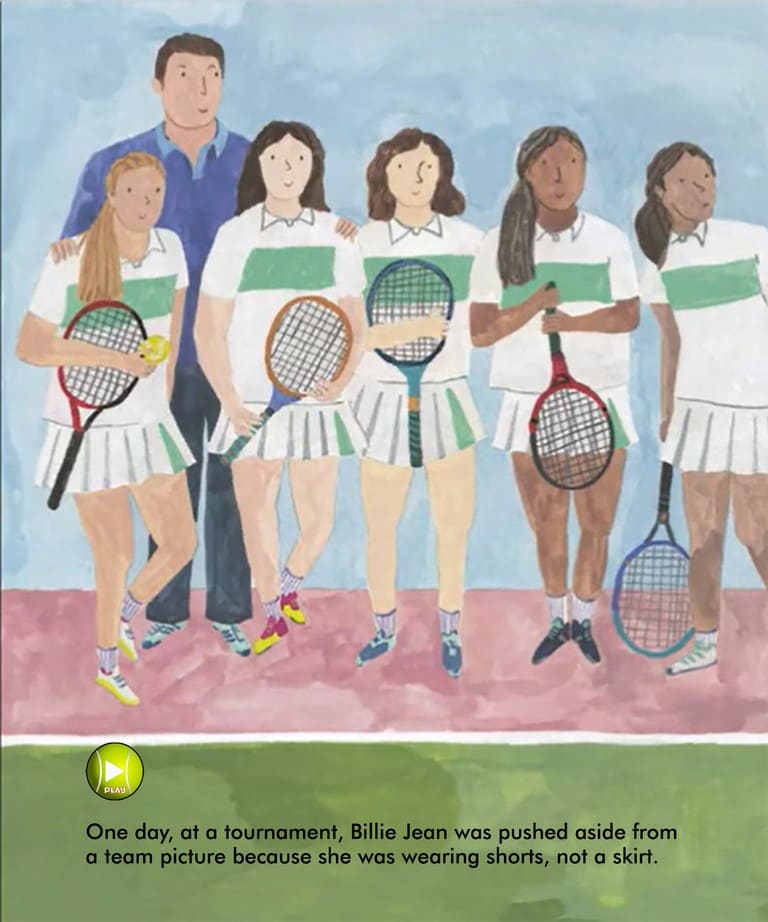 PLAY
One day, at a tournament, Billie Jean was pushed aside from
a team picture because she was wearing shorts, not a skirt.